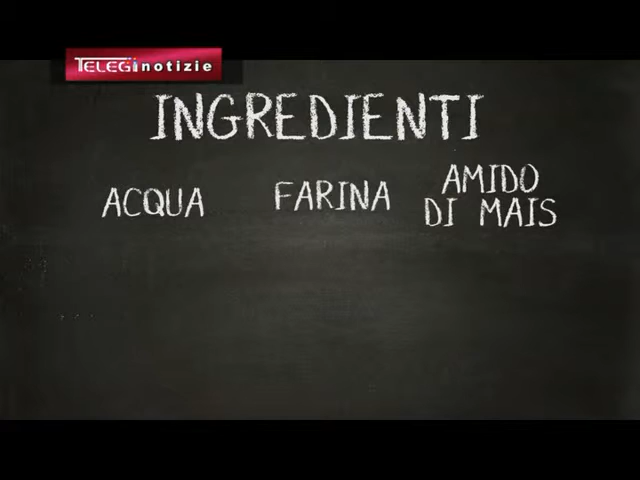 TELEGInotizie
INGREDIENTI
ACQUA
FARINA
AMIDO
DI MAIS